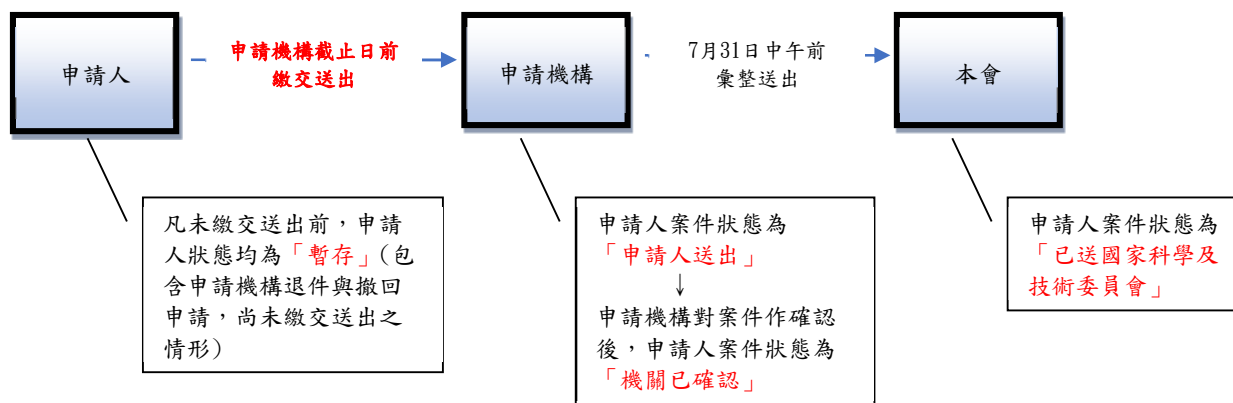 申請人
申請機構截止日前
繳交送出
申請機構
7月31日中午前
彙整送出
本會
凡未繳交送出前，申請
人狀態均為「暫存」(包
含申請機構退件與撤回
申請，尚未繳交送出之
情形)
申請人案件狀態為
「申請人送出」
↓
申請機構對案件作確認
後，申請人案件狀態為
「機關已確認」
申請人案件狀態為
「已送國家科學及
技術委員會」